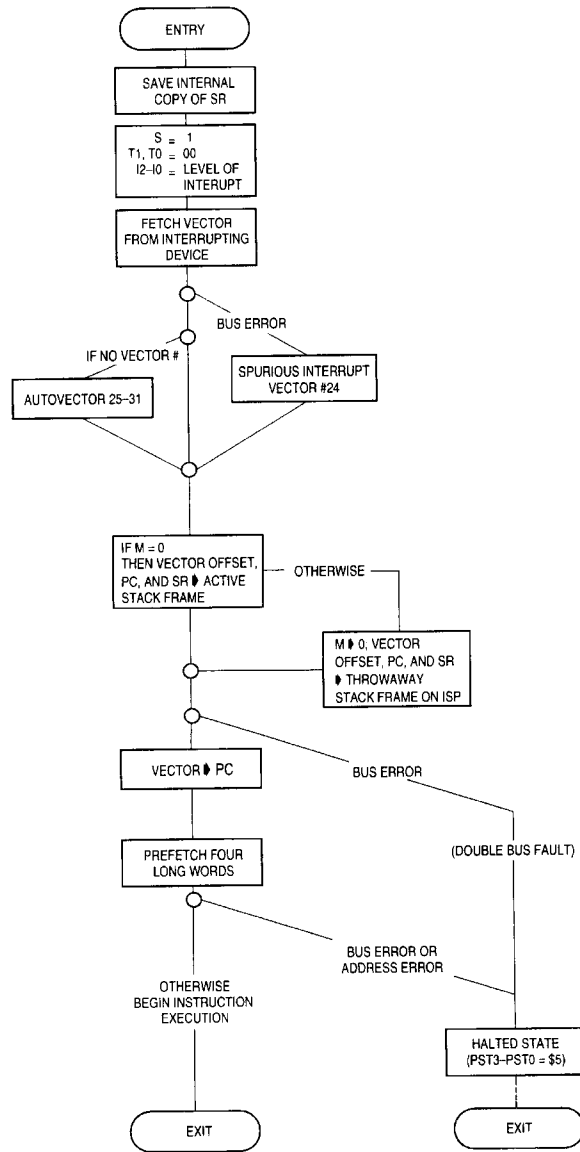 ENTRY
SAVE INTERNAL
COPY OF SR
S = 1
T1, T0 = 00
I2–I0 = LEVEL OF
INTERUPT
FETCH VECTOR
FROM INTERRUPTING
DEVICE
BUS ERROR
IF NO VECTOR #
SPURIOUS INTERRUPT
VECTOR #24
AUTOVECTOR 25–31
IF M = 0
THEN VECTOR OFFSET,
PC, AND SR ➧ ACTIVE
STACK FRAME
OTHERWISE
M ➧ 0; VECTOR
OFFSET, PC, AND SR
➧ THROWAWAY
STACK FRAME ON ISP
VECTOR ➧ PC
BUS ERROR
PREFETCH FOUR
LONG WORDS
(DOUBLE BUS FAULT)
BUS ERROR OR
ADDRESS ERROR
OTHERWISE
BEGIN INSTRUCTION
EXECUTION
HALTED STATE
(PST3–PST0 = $5)
EXIT
EXIT